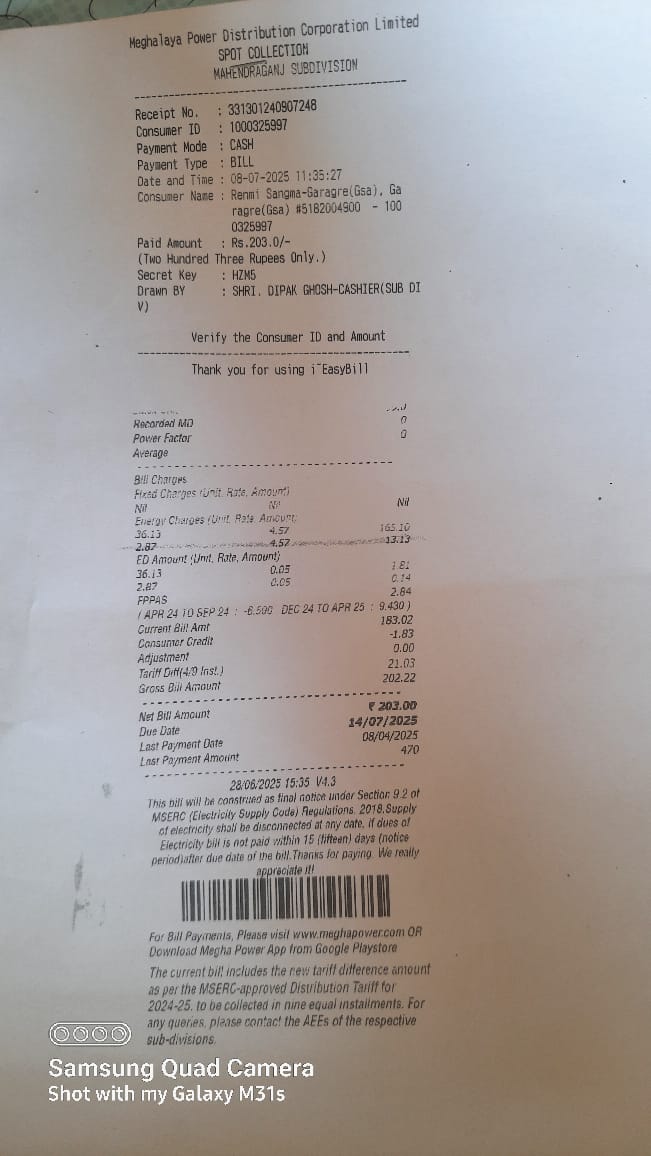 Meghalaya Power Distribution Corporation Limited
SPOT COLLECTION
MAHENDRAGANJ SUBDIVISION
Receipt No. : 331301240907248
Consumer ID : 1000325997
Payment Mode : CASH
Payment Type : BILL
Date and Time : 08-07-2025 11:35:27
Consumer Name : Renmi Sangma-Garagre(Gsa), Ga
ragre(Gsa) #5182004900 - 100
0325997
Paid Amount : Rs.203.0/-
(Two Hundred Three Rupees Only.)
Secret Key : HZM5
Drawn BY : SHRI. DIPAK GHOSH-CASHIER(SUB DI
V)
Verify the Consumer ID and Amount
Thank you for using i~EasyBill
Recorded MD 0
Power Factor 0
Average
Bill Charges
Fixed Charges (Unit, Rate, Amount)
Nil Nil Nil
Energy Charges (Unit, Rate, Amount)
36.13 4.57 165.10
2.87 4.57 13.13
ED Amount (Unit, Rate, Amount)
36.13 0.05 1.81
2.87 0.05 0.14
FPPAS 2.84
( APR 24 TO SEP 24 : -6.500 DEC 24 TO APR 25 : 9.430 )
Current Bill Amt 183.02
Consumer Credit -1.83
Adjustment 0.00
Tariff Diff(4/9 Inst.) 21.03
Gross Bill Amount 202.22
Net Bill Amount ₹ 203.00
Due Date 14/07/2025
Last Payment Date 08/04/2025
Last Payment Amount 470
28/06/2025 15:35 V4.3
This bill will be construed as final notice under Section 9.2 of
MSERC (Electricity Supply Code) Regulations, 2018.Supply
of electricity shall be disconnected at any date, if dues of
Electricity bill is not paid within 15 (fifteen) days (notice
period)after due date of the bill.Thanks for paying. We really
appreciate it!
For Bill Payments, Please visit www.meghapower.com OR
Download Megha Power App from Google Playstore
The current bill includes the new tariff difference amount
as per the MSERC-approved Distribution Tariff for
2024-25, to be collected in nine equal installments. For
any queries, please contact the AEEs of the respective
sub-divisions.
Samsung Quad Camera
Shot with my Galaxy M31s